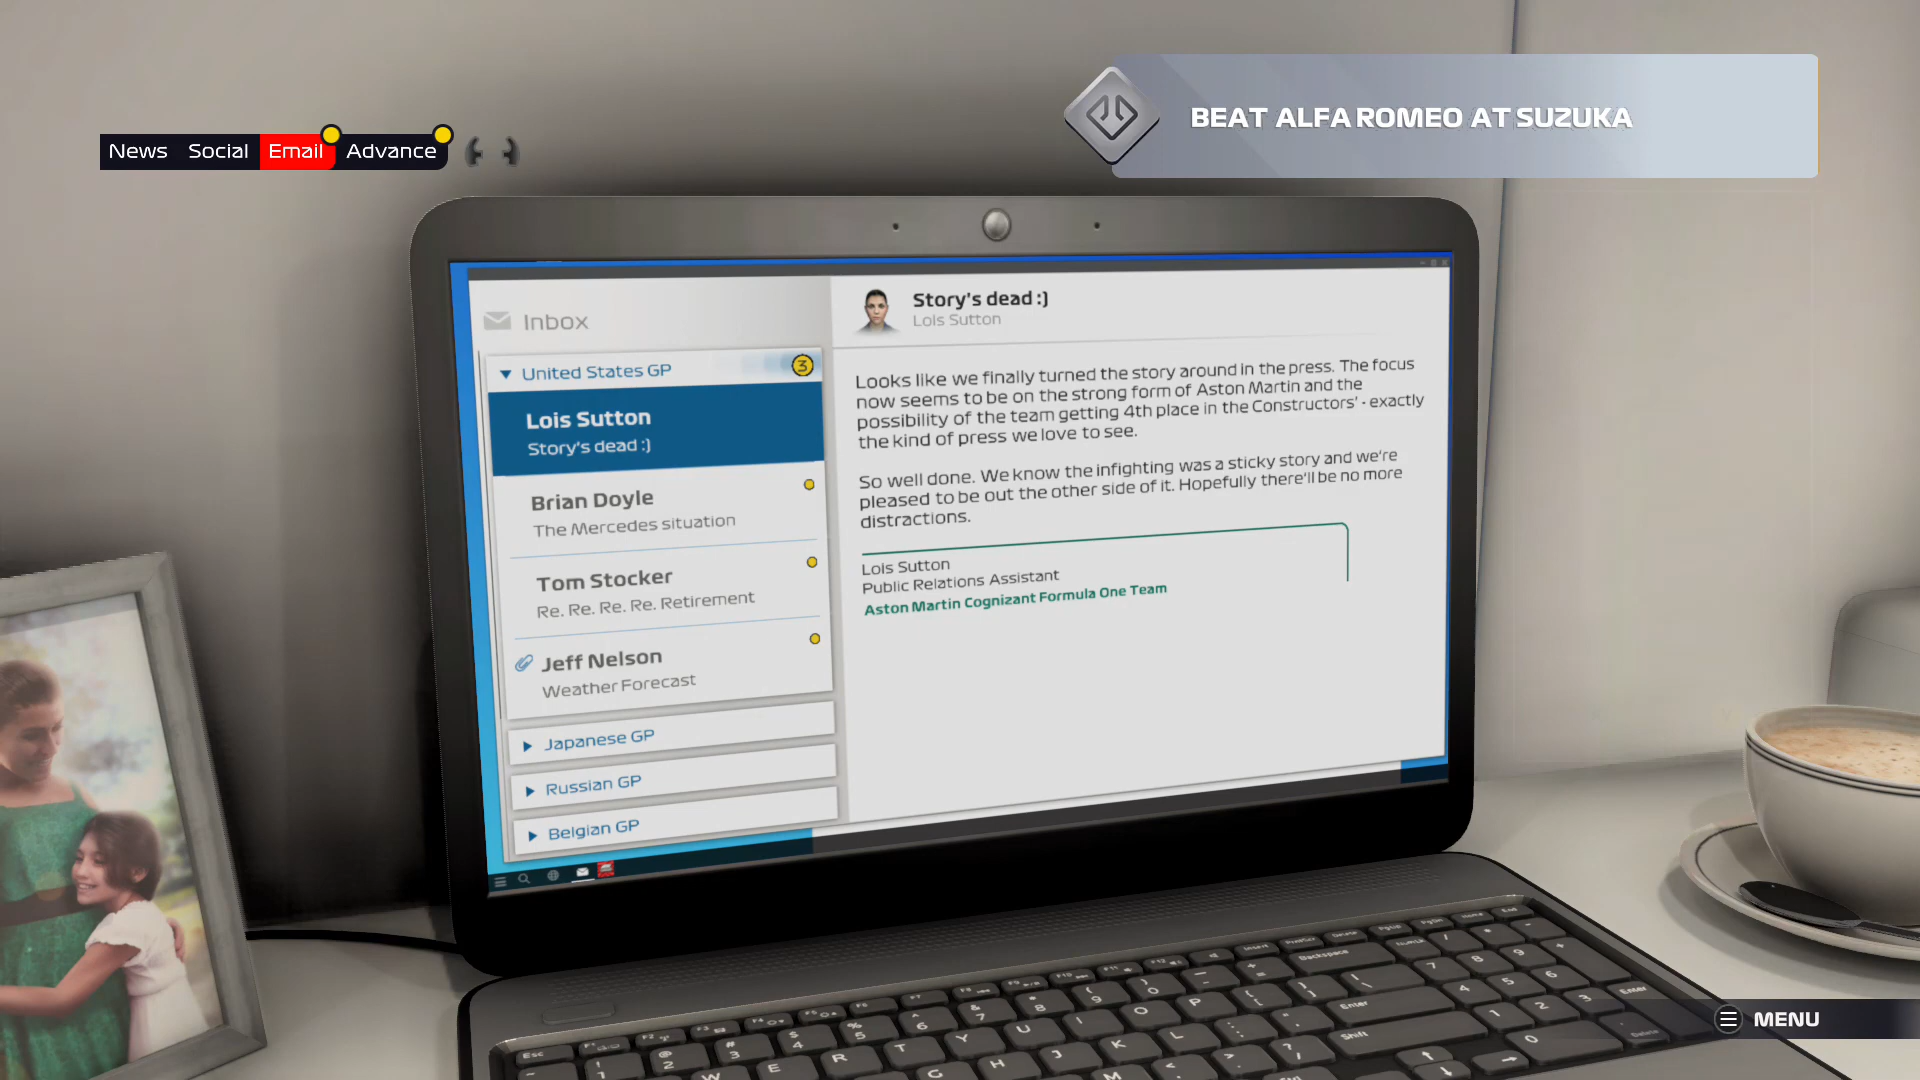 BEAT ALFA ROMEO AT SUZUKA
News Social Email Advance
Inbox
United States GP 3
Lois Sutton
Story's dead :)
Brian Doyle
The Mercedes situation
Tom Stocker
Re. Re. Re. Re. Retirement
Jeff Nelson
Weather Forecast
Japanese GP
Russian GP
Belgian GP
Story's dead :)
Lois Sutton
Looks like we finally turned the story around in the press. The focus
now seems to be on the strong form of Aston Martin and the
possibility of the team getting 4th place in the Constructors' - exactly
the kind of press we love to see.
So well done. We know the infighting was a sticky story and we're
pleased to be out the other side of it. Hopefully there'll be no more
distractions.
Lois Sutton
Public Relations Assistant
Aston Martin Cognizant Formula One Team
Backspace
Enter
Shift
Esc
MENU